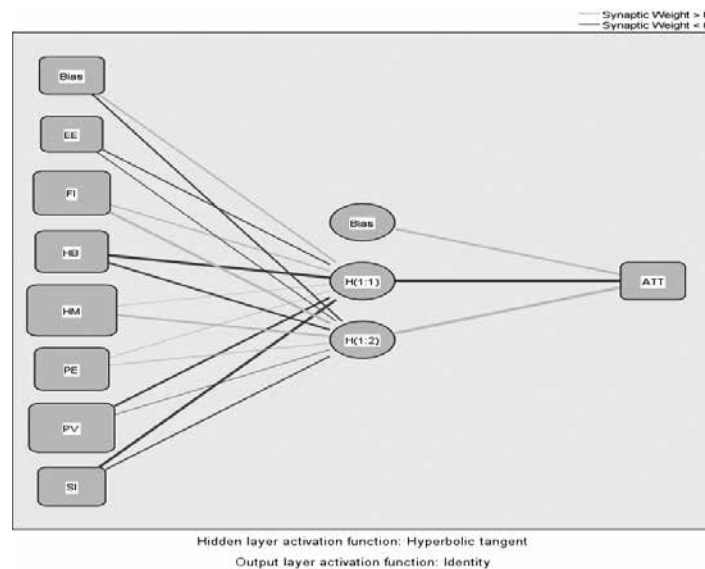 Synaptic Weight >
Synaptic Weight <
Bias
EE
FI
HB
HM
PE
PV
SI
Bias
H(1:1)
H(1:2)
ATT
Hidden layer activation function: Hyperbolic tangent
Output layer activation function: Identity